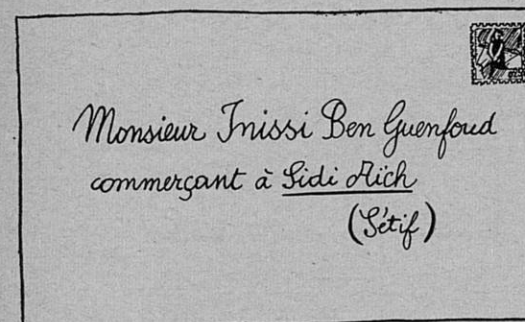 Monsieur Inissi Ben Guenfoud
commerçant à Sidi Aïch
(Sétif)